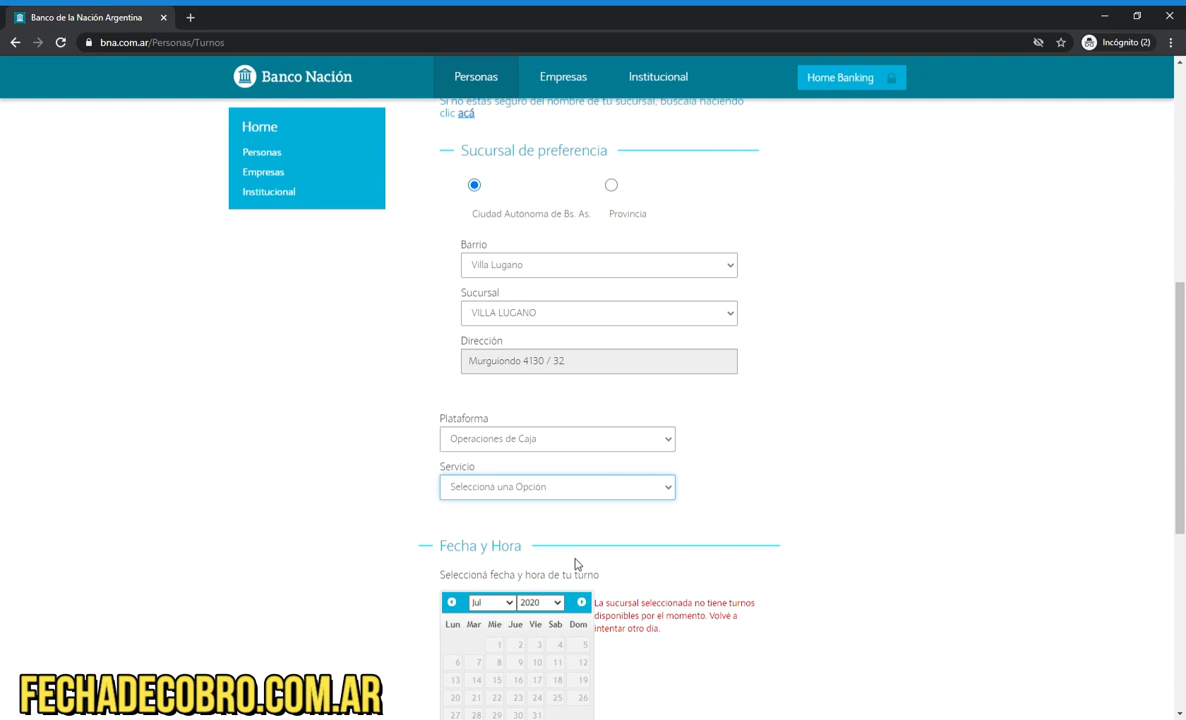 Banco de la Nación Argentina
bna.com.ar/Personas/Turnos
Incógnito (2)
Banco Nación
Personas
Empresas
Institucional
Home Banking
Home
Personas
Empresas
Institucional
Si no estás seguro del nombre de tu sucursal, buscala haciendo
clic acá
Sucursal de preferencia
Ciudad Autónoma de Bs. As.
Provincia
Barrio
Villa Lugano
Sucursal
VILLA LUGANO
Dirección
Murguiondo 4130 / 32
Plataforma
Operaciones de Caja
Servicio
Selecciona una Opción
Fecha y Hora
Seleccioná fecha y hora de tu turno
Jul 2020
La sucursal seleccionada no tiene turnos
disponibles por el momento. Volvé a
intentar otro día.
Lun Mar Mie Jue Vie Sab Dom
1 2 3 4 5
6 7 8 9 10 11 12
13 14 15 16 17 18 19
20 21 22 23 24 25 26
27 28 29 30 31
FECHADECOBRO.COM.AR